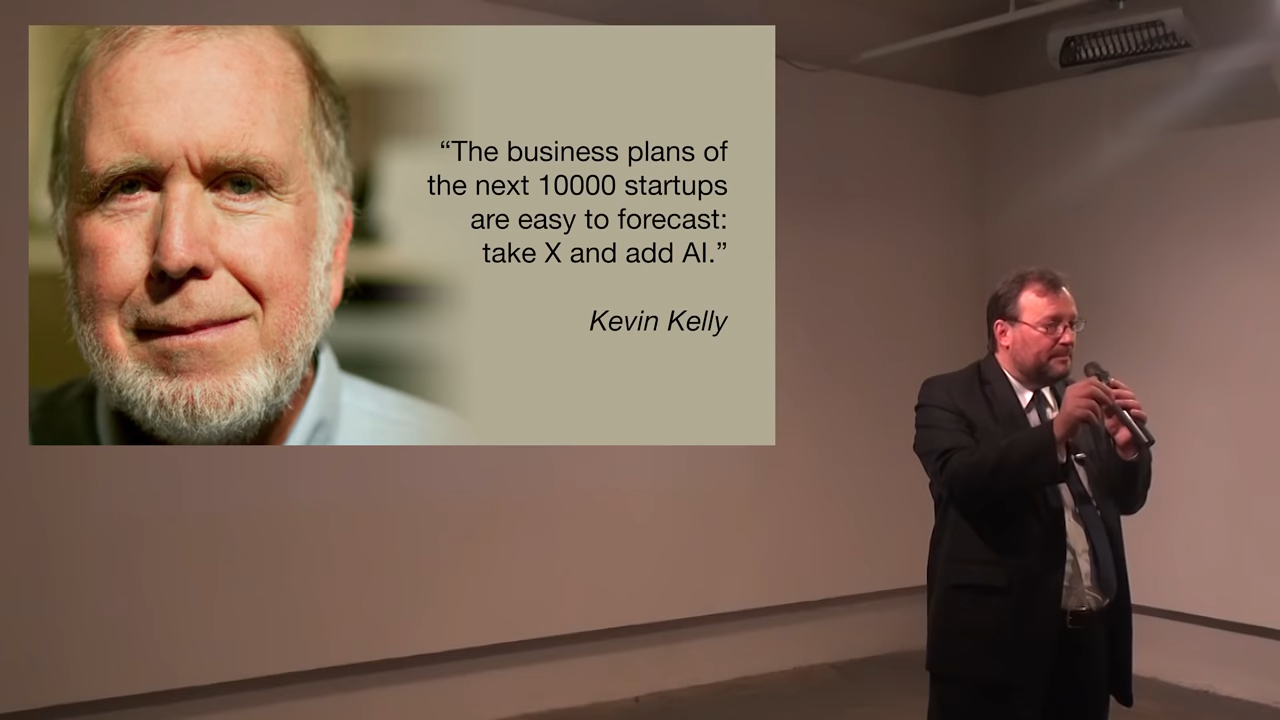 “The business plans of
the next 10000 startups
are easy to forecast:
take X and add AI.”
Kevin Kelly